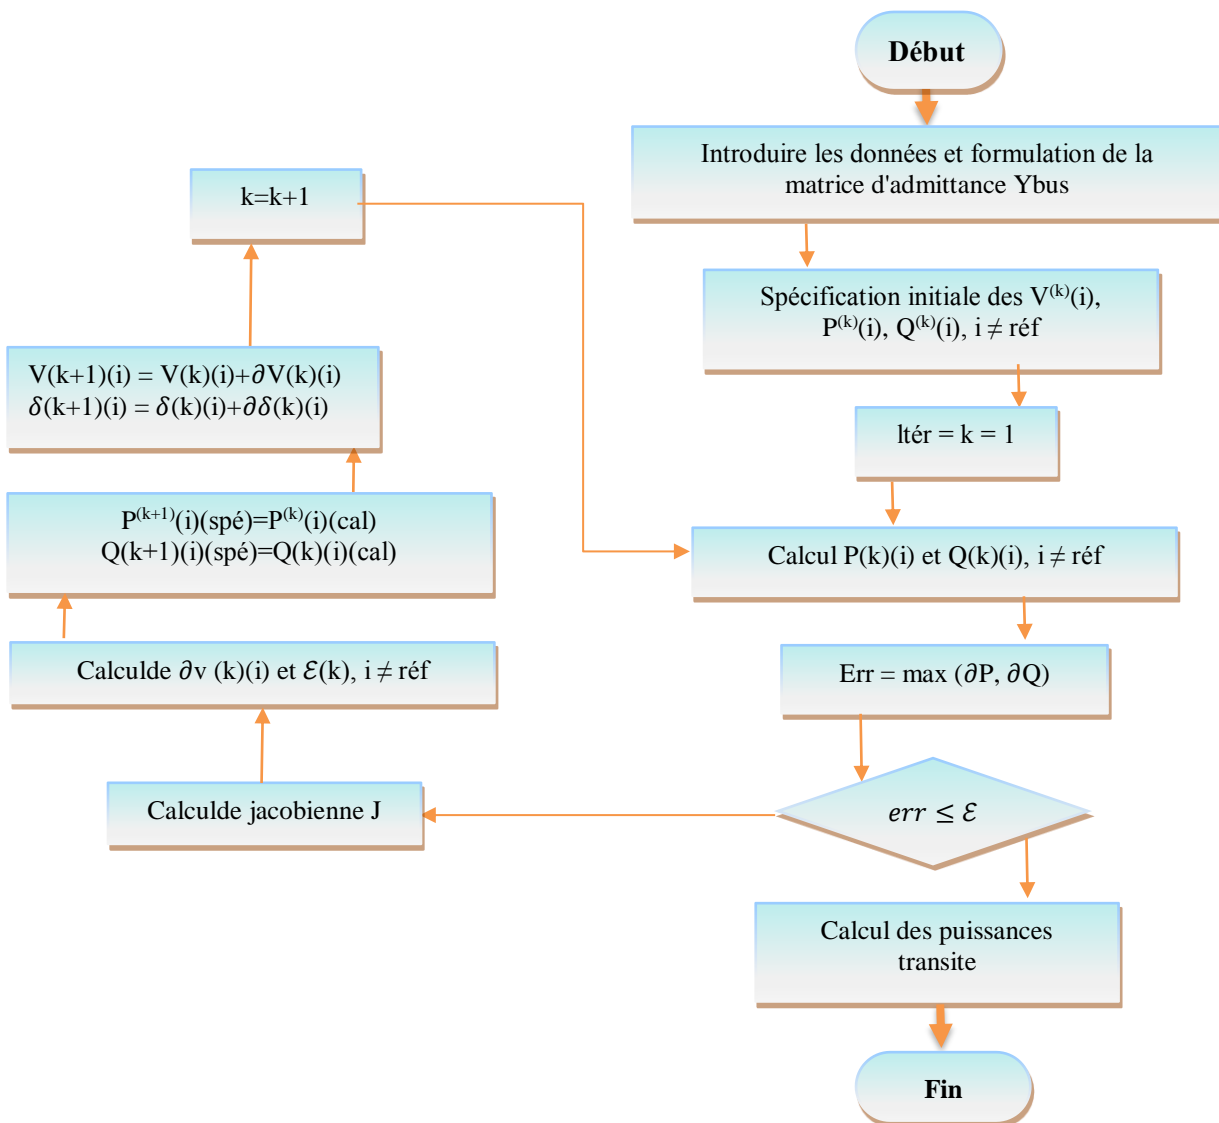 Début
Introduire les données et formulation de la
matrice d'admittance Ybus
Spécification initiale des V⁽ᵏ⁾(i),
P⁽ᵏ⁾(i), Q⁽ᵏ⁾(i), i ≠ réf
ltér = k = 1
Calcul P(k)(i) et Q(k)(i), i ≠ réf
Err = max (∂P, ∂Q)
err ≤ ℰ
Calcul des puissances
transite
Fin
Calculde jacobienne J
Calculde ∂v (k)(i) et ℰ(k), i ≠ réf
P⁽ᵏ⁺¹⁾(i)(spé)=P⁽ᵏ⁾(i)(cal)
Q(k+1)(i)(spé)=Q(k)(i)(cal)
V(k+1)(i) = V(k)(i)+∂V(k)(i)
δ(k+1)(i) = δ(k)(i)+∂δ(k)(i)
k=k+1